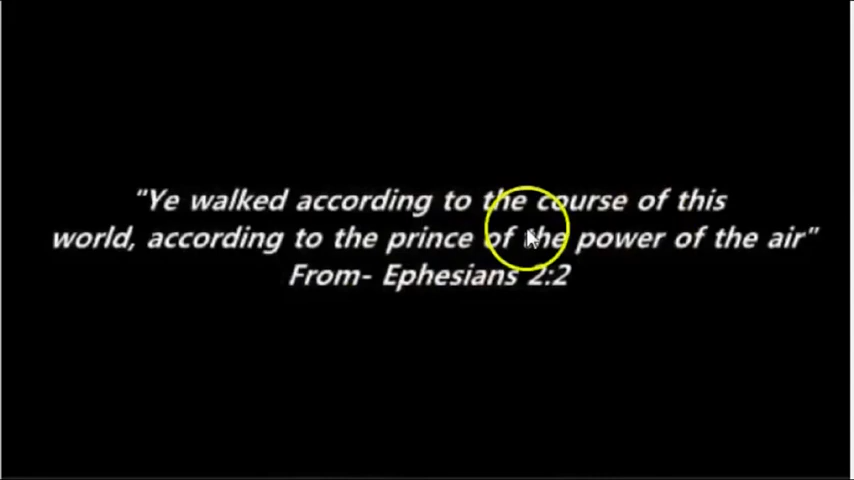 "Ye walked according to the course of this
world, according to the prince of the power of the air"
From- Ephesians 2:2